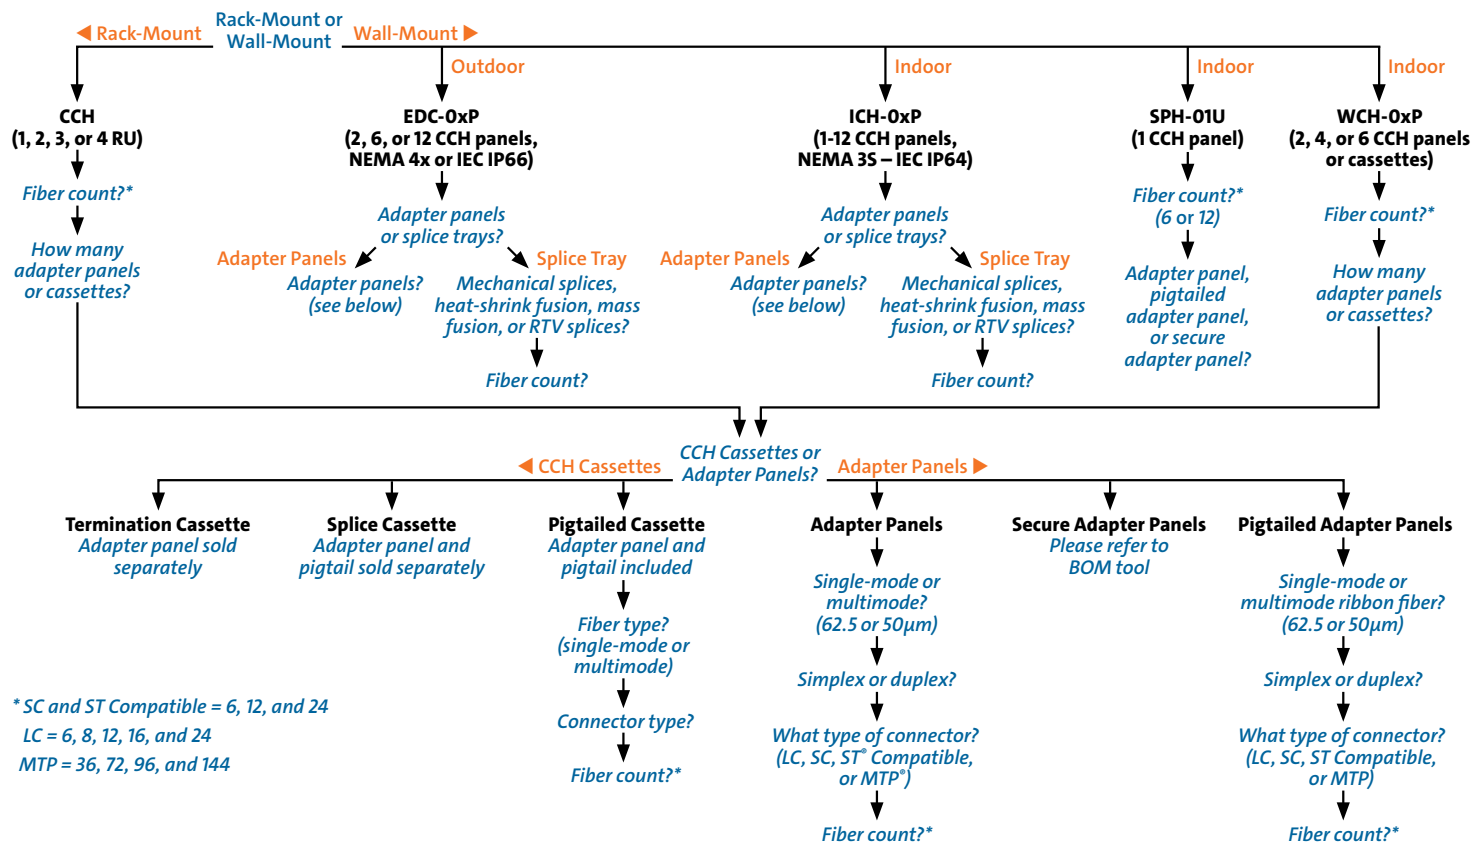 Rack-Mount or
Wall-Mount
Rack-Mount
Wall-Mount
Outdoor
Indoor
Indoor
Indoor
CCH
(1, 2, 3, or 4 RU)
Fiber count?*
How many
adapter panels
or cassettes?
EDC-0xP
(2, 6, or 12 CCH panels,
NEMA 4x or IEC IP66)
Adapter panels
or splice trays?
Adapter Panels
Splice Tray
Adapter panels?
(see below)
Mechanical splices,
heat-shrink fusion, mass
fusion, or RTV splices?
Fiber count?
ICH-0xP
(1-12 CCH panels,
NEMA 3S – IEC IP64)
Adapter panels
or splice trays?
Adapter Panels
Splice Tray
Adapter panels?
(see below)
Mechanical splices,
heat-shrink fusion, mass
fusion, or RTV splices?
Fiber count?
SPH-01U
(1 CCH panel)
Fiber count?*
(6 or 12)
Adapter panel,
pigtailed
adapter panel,
or secure
adapter panel?
WCH-0xP
(2, 4, or 6 CCH panels
or cassettes)
Fiber count?*
How many
adapter panels
or cassettes?
CCH Cassettes or
Adapter Panels?
CCH Cassettes
Adapter Panels
Termination Cassette
Adapter panel sold
separately
Splice Cassette
Adapter panel and
pigtail sold separately
Pigtailed Cassette
Adapter panel and
pigtail included
Fiber type?
(single-mode or
multimode)
Connector type?
Fiber count?*
Adapter Panels
Single-mode or
multimode?
(62.5 or 50µm)
Simplex or duplex?
What type of connector?
(LC, SC, ST® Compatible,
or MTP®)
Fiber count?*
Secure Adapter Panels
Please refer to
BOM tool
Pigtailed Adapter Panels
Single-mode or
multimode ribbon fiber?
(62.5 or 50µm)
Simplex or duplex?
What type of connector?
(LC, SC, ST Compatible,
or MTP)
Fiber count?*
* SC and ST Compatible = 6, 12, and 24
LC = 6, 8, 12, 16, and 24
MTP = 36, 72, 96, and 144